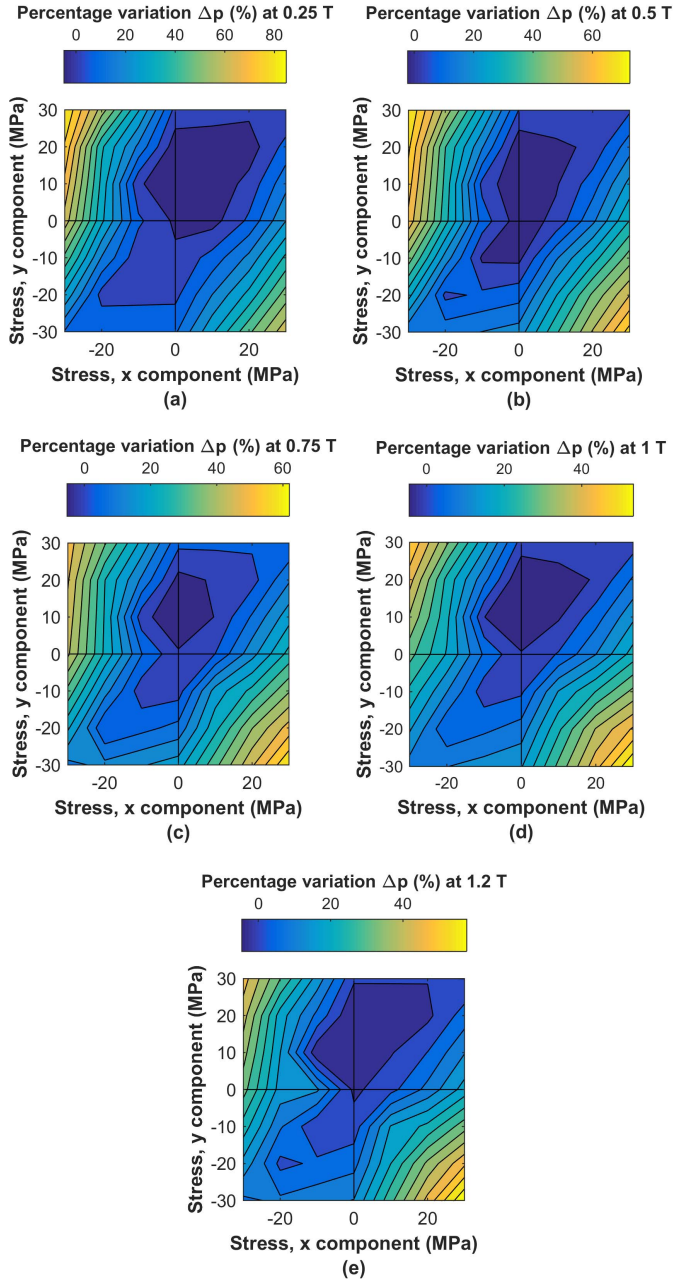 Percentage variation Δp (%) at 0.25 T
0 20 40 60 80
30
20
10
0
-10
-20
-30
Stress, y component (MPa)
-20 0 20
Stress, x component (MPa)
(a)
Percentage variation Δp (%) at 0.5 T
0 20 40 60
30
20
10
0
-10
-20
-30
Stress, y component (MPa)
-20 0 20
Stress, x component (MPa)
(b)
Percentage variation Δp (%) at 0.75 T
0 20 40 60
30
20
10
0
-10
-20
-30
Stress, y component (MPa)
-20 0 20
Stress, x component (MPa)
(c)
Percentage variation Δp (%) at 1 T
0 20 40
30
20
10
0
-10
-20
-30
Stress, y component (MPa)
-20 0 20
Stress, x component (MPa)
(d)
Percentage variation Δp (%) at 1.2 T
0 20 40
30
20
10
0
-10
-20
-30
Stress, y component (MPa)
-20 0 20
Stress, x component (MPa)
(e)